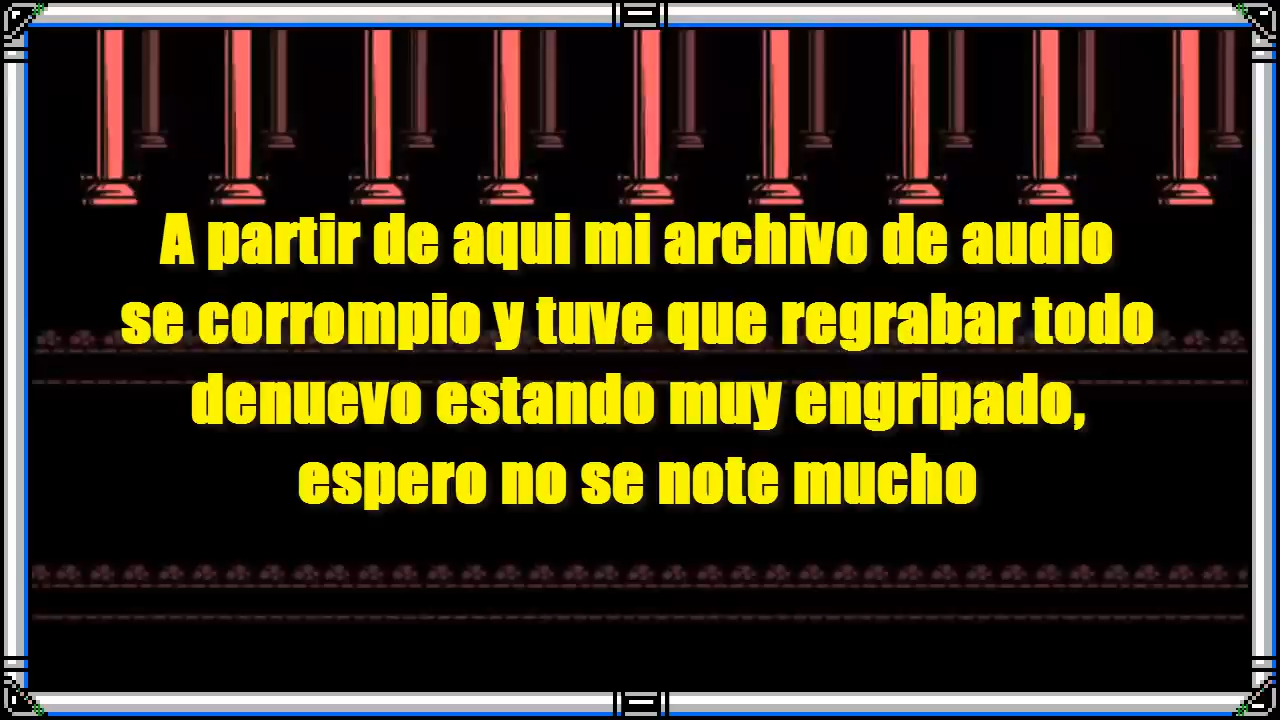 A partir de aqui mi archivo de audio
se corrompio y tuve que regrabar todo
denuevo estando muy engripado,
espero no se note mucho